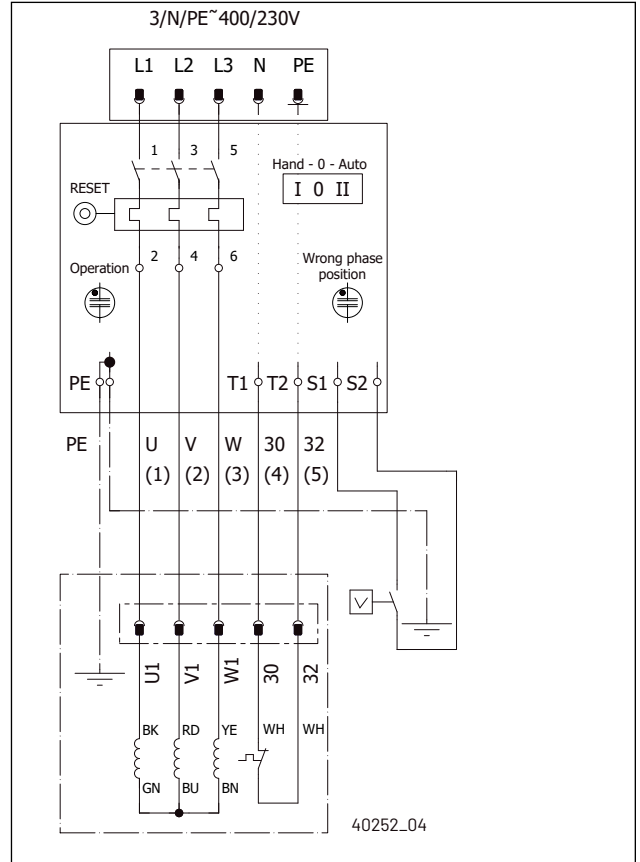 3/N/PE~400/230V
L1 L2 L3 N PE
1 3 5
Hand - 0 - Auto
I 0 II
RESET
2 4 6
Operation
Wrong phase
position
PE T1 T2 S1 S2
PE U V W 30 32
(1) (2) (3) (4) (5)
U1 V1 W1 30 32
BK RD YE WH WH
GN BU BN
40252_04